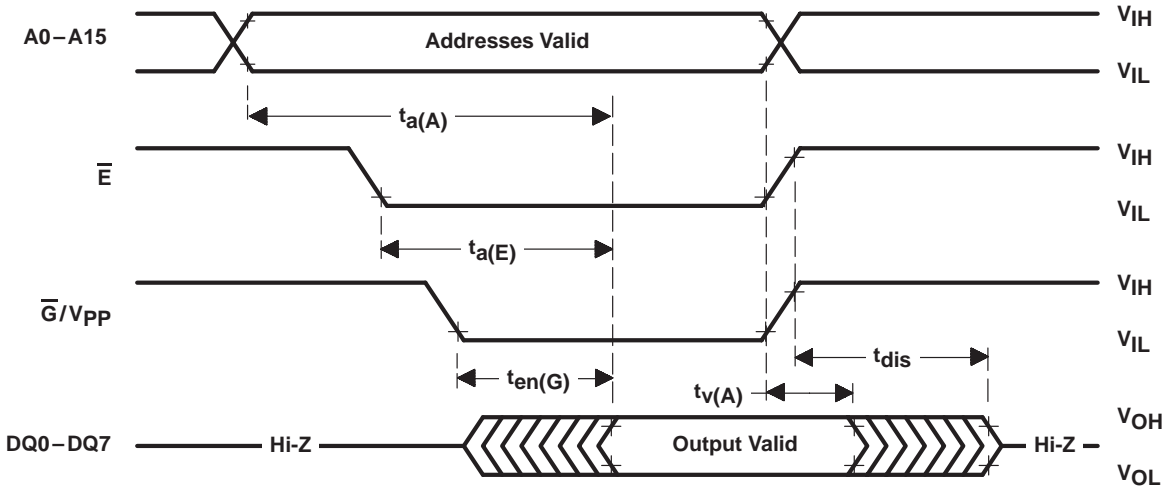 A0–A15
Addresses Valid
VIH
VIL
ta(A)
E
VIH
VIL
ta(E)
G/VPP
VIH
VIL
ten(G)
tdis
tv(A)
DQ0–DQ7
Hi-Z
Output Valid
Hi-Z
VOH
VOL